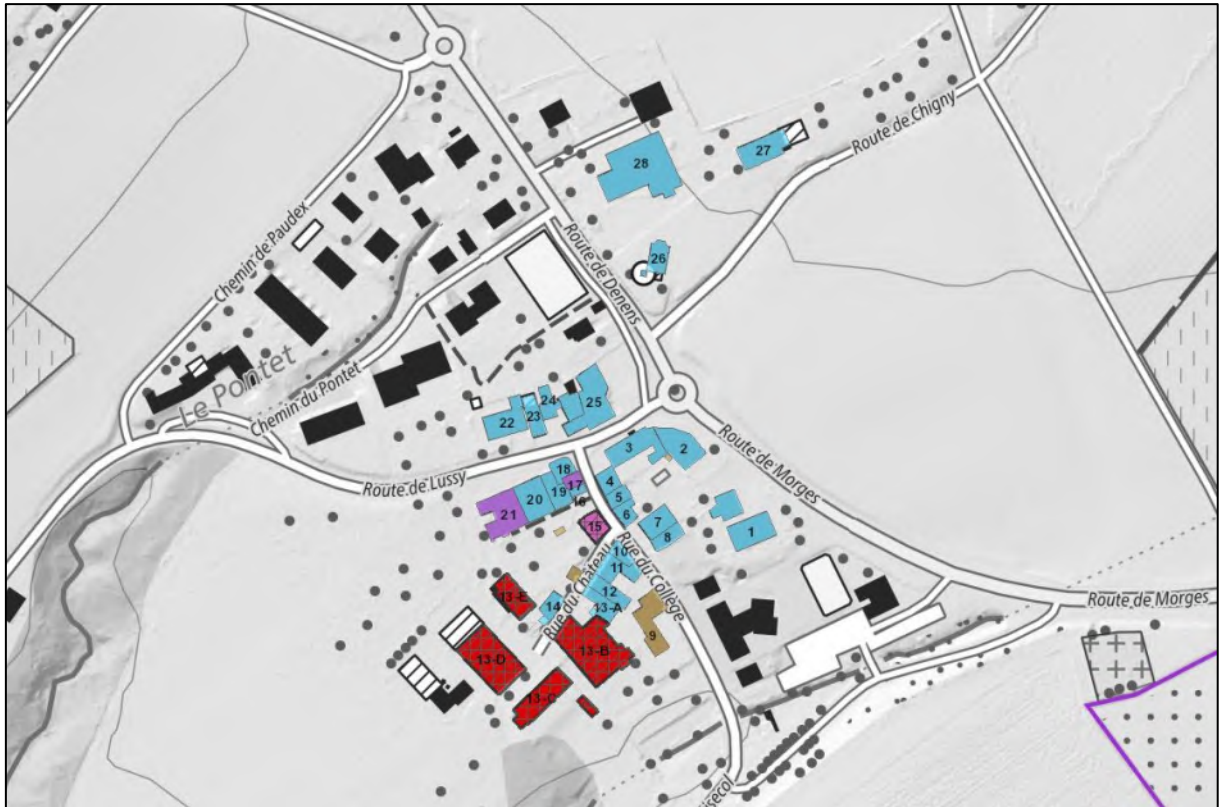 Route de Chigny
28
27
Chemin de Paudex
Route de Denens
26
Le Pontet
Chemin du Pontet
22
23
24
25
Route de Lussy
3
2
Route de Morges
18
17
4
19
16
20
21
5
6
15
7
8
1
10
11
Rue du Château
Rue du Collège
12
13-A
13-E
14
9
13-B
13-D
13-C
Route de Morges
isecol